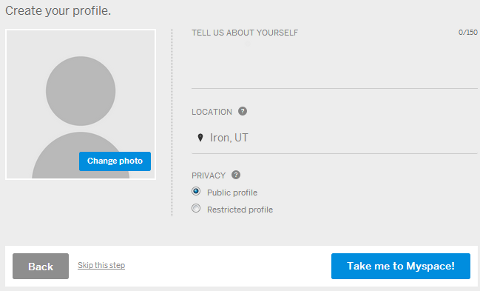 Create your profile.
TELL US ABOUT YOURSELF 0/150
Change photo
LOCATION ?
Iron, UT
PRIVACY ?
Public profile
Restricted profile
Back Skip this step Take me to Myspace!